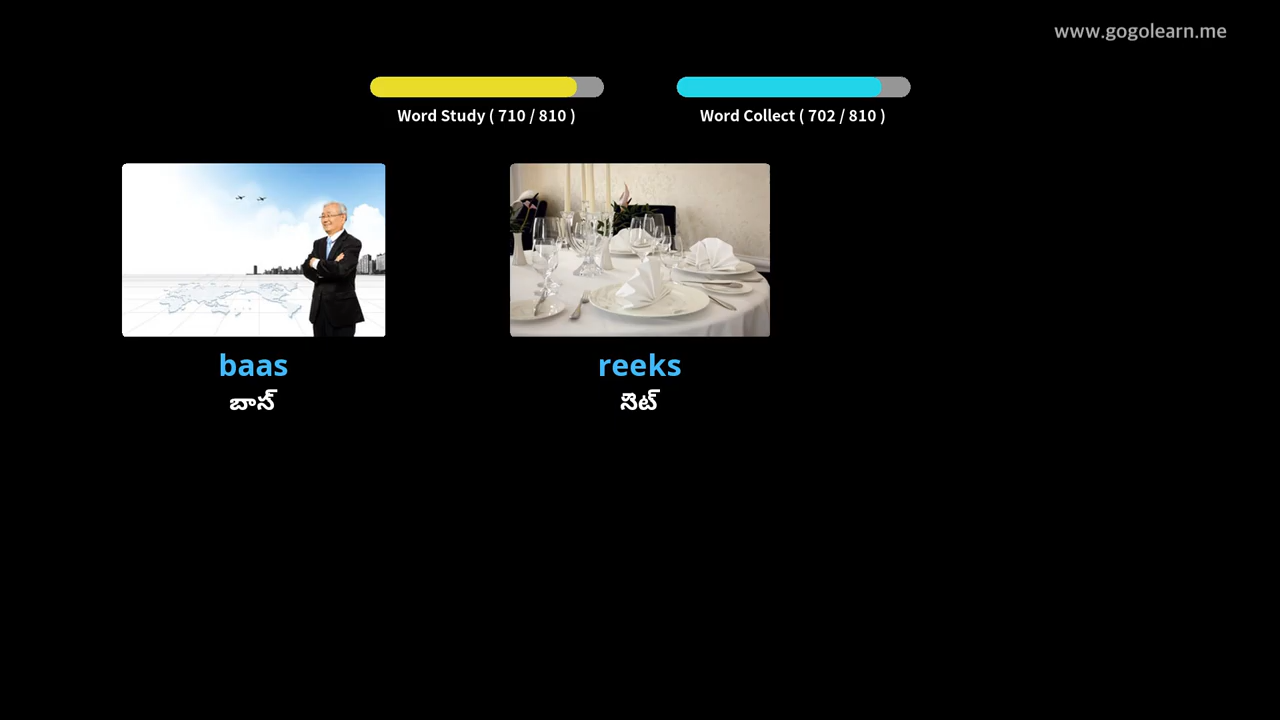 www.gogolearn.me
Word Study ( 710 / 810 )
Word Collect ( 702 / 810 )
baas
reeks
బాస్
సెట్